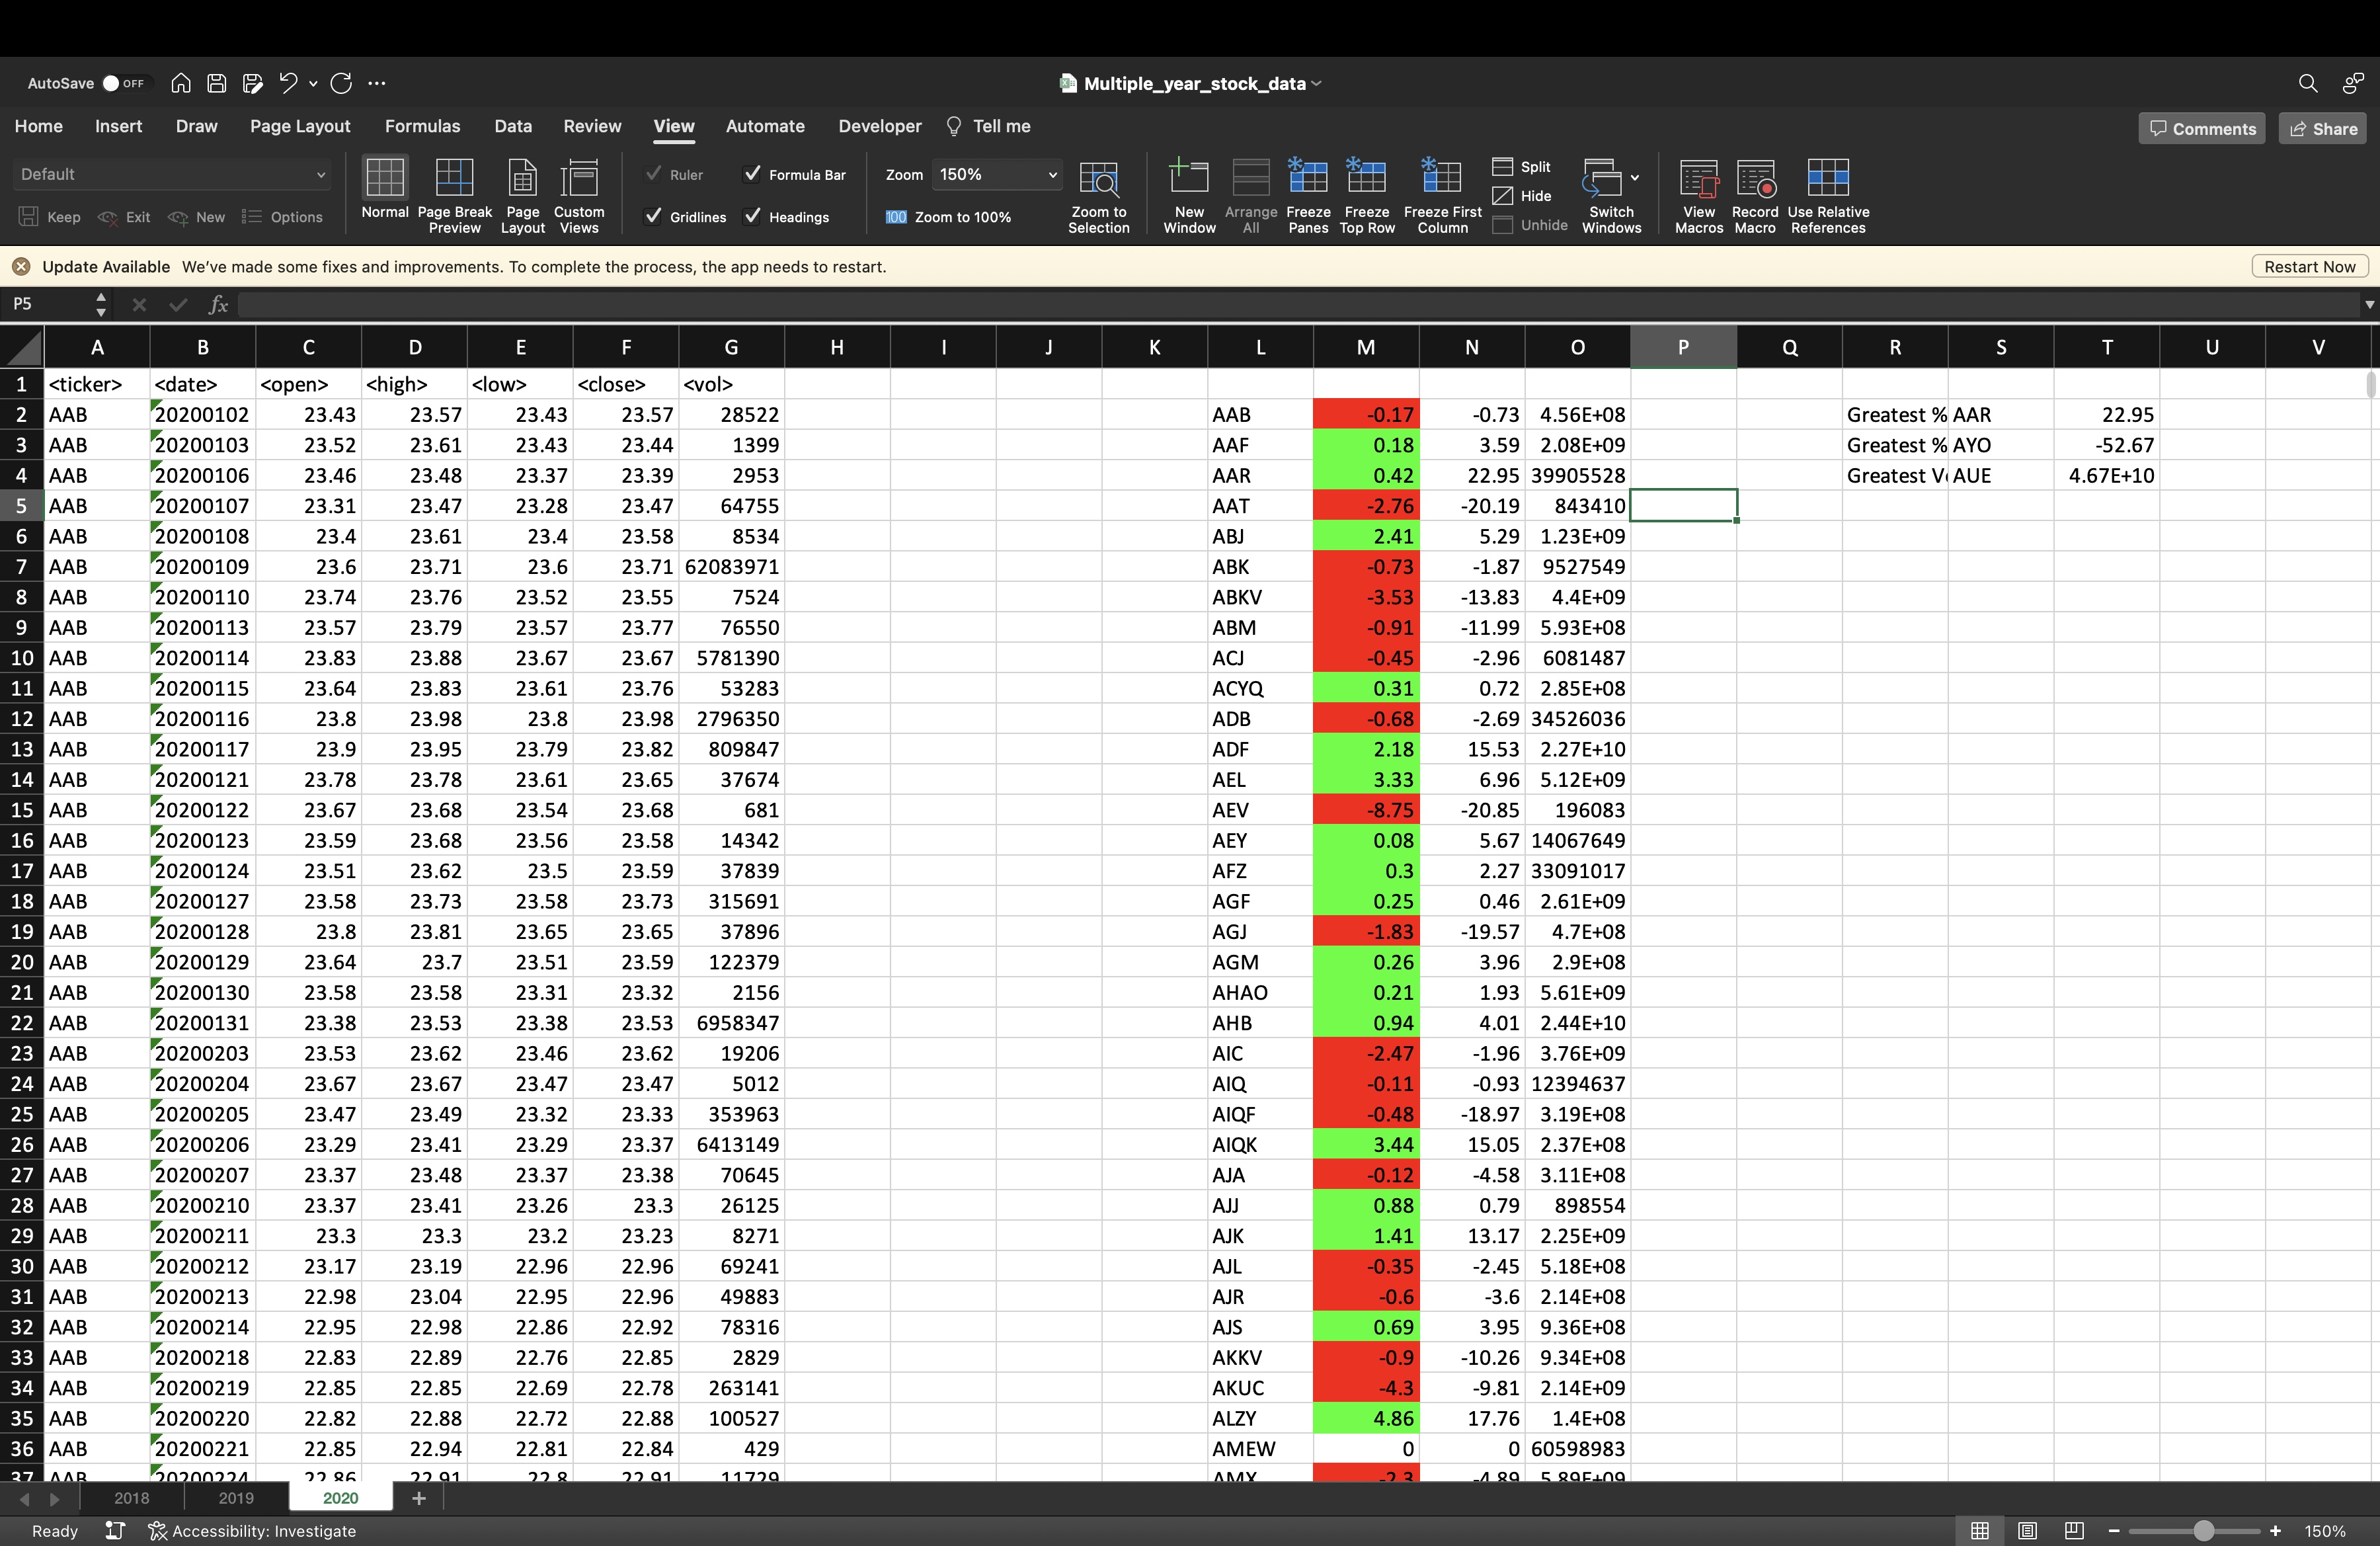 AutoSave OFF Multiple_year_stock_data
Home Insert Draw Page Layout Formulas Data Review View Automate Developer Tell me Comments Share
Default Normal Page Break Preview Page Layout Custom Views Ruler Formula Bar Zoom 150% Zoom to Selection New Window Arrange All Freeze Panes Freeze Top Row Freeze First Column Split Hide Unhide Switch Windows View Macros Record Macro Use Relative References
Keep Exit New Options Gridlines Headings 100 Zoom to 100%
Update Available We've made some fixes and improvements. To complete the process, the app needs to restart. Restart Now
P5 fx
A B C D E F G H I J K L M N O P Q R S T U V
1 <ticker> <date> <open> <high> <low> <close> <vol>
2 AAB 20200102 23.43 23.57 23.43 23.57 28522 AAB -0.17 -0.73 4.56E+08 Greatest % AAR 22.95
3 AAB 20200103 23.52 23.61 23.43 23.44 1399 AAF 0.18 3.59 2.08E+09 Greatest % AYO -52.67
4 AAB 20200106 23.46 23.48 23.37 23.39 2953 AAR 0.42 22.95 39905528 Greatest V AUE 4.67E+10
5 AAB 20200107 23.31 23.47 23.28 23.47 64755 AAT -2.76 -20.19 843410
6 AAB 20200108 23.4 23.61 23.4 23.58 8534 ABJ 2.41 5.29 1.23E+09
7 AAB 20200109 23.6 23.71 23.6 23.71 62083971 ABK -0.73 -1.87 9527549
8 AAB 20200110 23.74 23.76 23.52 23.55 7524 ABKV -3.53 -13.83 4.4E+09
9 AAB 20200113 23.57 23.79 23.57 23.77 76550 ABM -0.91 -11.99 5.93E+08
10 AAB 20200114 23.83 23.88 23.67 23.67 5781390 ACJ -0.45 -2.96 6081487
11 AAB 20200115 23.64 23.83 23.61 23.76 53283 ACYQ 0.31 0.72 2.85E+08
12 AAB 20200116 23.8 23.98 23.8 23.98 2796350 ADB -0.68 -2.69 34526036
13 AAB 20200117 23.9 23.95 23.79 23.82 809847 ADF 2.18 15.53 2.27E+10
14 AAB 20200121 23.78 23.78 23.61 23.65 37674 AEL 3.33 6.96 5.12E+09
15 AAB 20200122 23.67 23.68 23.54 23.68 681 AEV -8.75 -20.85 196083
16 AAB 20200123 23.59 23.68 23.56 23.58 14342 AEY 0.08 5.67 14067649
17 AAB 20200124 23.51 23.62 23.5 23.59 37839 AFZ 0.3 2.27 33091017
18 AAB 20200127 23.58 23.73 23.58 23.73 315691 AGF 0.25 0.46 2.61E+09
19 AAB 20200128 23.8 23.81 23.65 23.65 37896 AGJ -1.83 -19.57 4.7E+08
20 AAB 20200129 23.64 23.7 23.51 23.59 122379 AGM 0.26 3.96 2.9E+08
21 AAB 20200130 23.58 23.58 23.31 23.32 2156 AHAO 0.21 1.93 5.61E+09
22 AAB 20200131 23.38 23.53 23.38 23.53 6958347 AHB 0.94 4.01 2.44E+10
23 AAB 20200203 23.53 23.62 23.46 23.62 19206 AIC -2.47 -1.96 3.76E+09
24 AAB 20200204 23.67 23.67 23.47 23.47 5012 AIQ -0.11 -0.93 12394637
25 AAB 20200205 23.47 23.49 23.32 23.33 353963 AIQF -0.48 -18.97 3.19E+08
26 AAB 20200206 23.29 23.41 23.29 23.37 6413149 AIQK 3.44 15.05 2.37E+08
27 AAB 20200207 23.37 23.48 23.37 23.38 70645 AJA -0.12 -4.58 3.11E+08
28 AAB 20200210 23.37 23.41 23.26 23.3 26125 AJJ 0.88 0.79 898554
29 AAB 20200211 23.3 23.3 23.2 23.23 8271 AJK 1.41 13.17 2.25E+09
30 AAB 20200212 23.17 23.19 22.96 22.96 69241 AJL -0.35 -2.45 5.18E+08
31 AAB 20200213 22.98 23.04 22.95 22.96 49883 AJR -0.6 -3.6 2.14E+08
32 AAB 20200214 22.95 22.98 22.86 22.92 78316 AJS 0.69 3.95 9.36E+08
33 AAB 20200218 22.83 22.89 22.76 22.85 2829 AKKV -0.9 -10.26 9.34E+08
34 AAB 20200219 22.85 22.85 22.69 22.78 263141 AKUC -4.3 -9.81 2.14E+09
35 AAB 20200220 22.82 22.88 22.72 22.88 100527 ALZY 4.86 17.76 1.4E+08
36 AAB 20200221 22.85 22.94 22.81 22.84 429 AMEW 0 0 60598983
37 AAB 20200224 22.86 22.91 22.8 22.91 11729 AMX -2.3 -4.89 5.89E+09
2018 2019 2020
Ready Accessibility: Investigate 150%